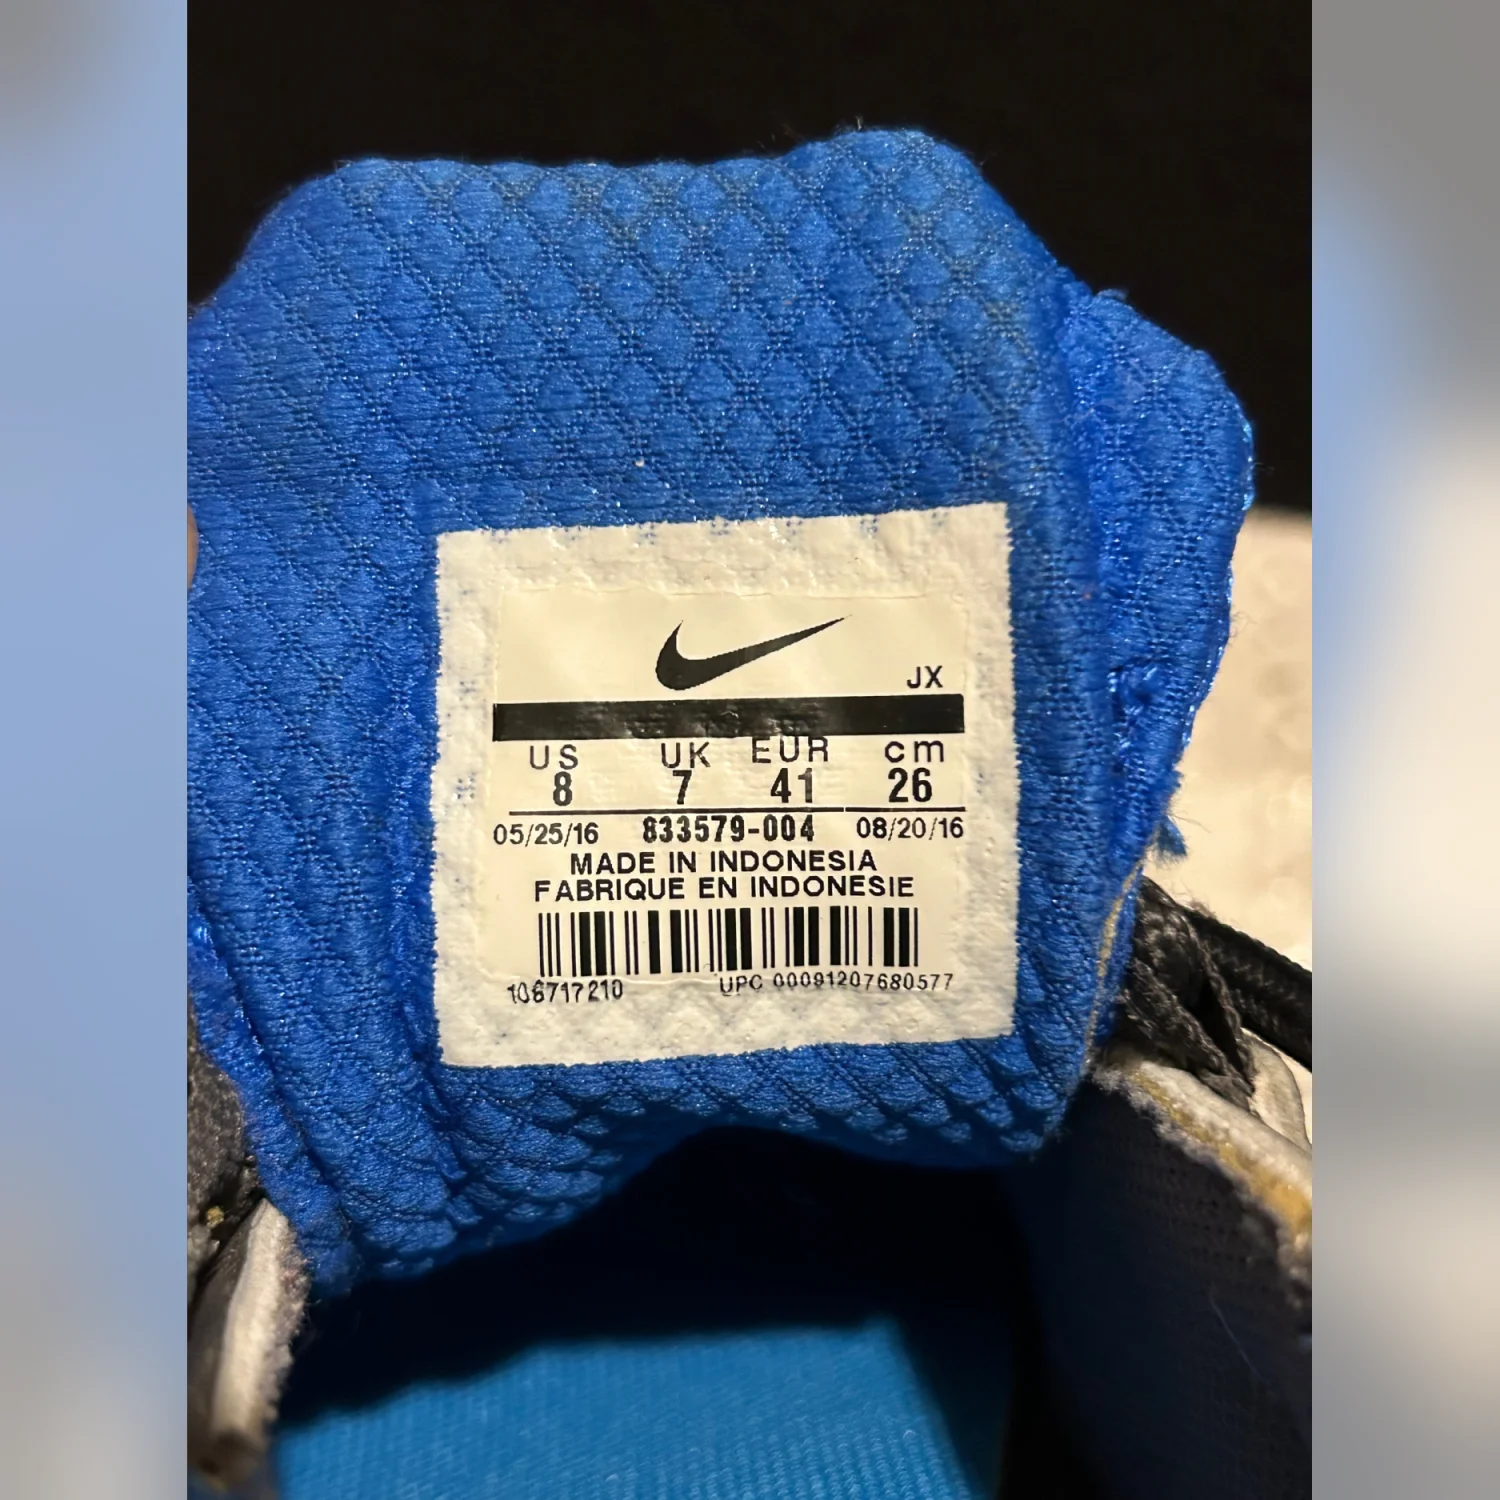 JX
US UK EUR cm
8 7 41 26
05/25/16 833579-004 08/20/16
MADE IN INDONESIA
FABRIQUE EN INDONESIE
106717210 UPC 00091207680577